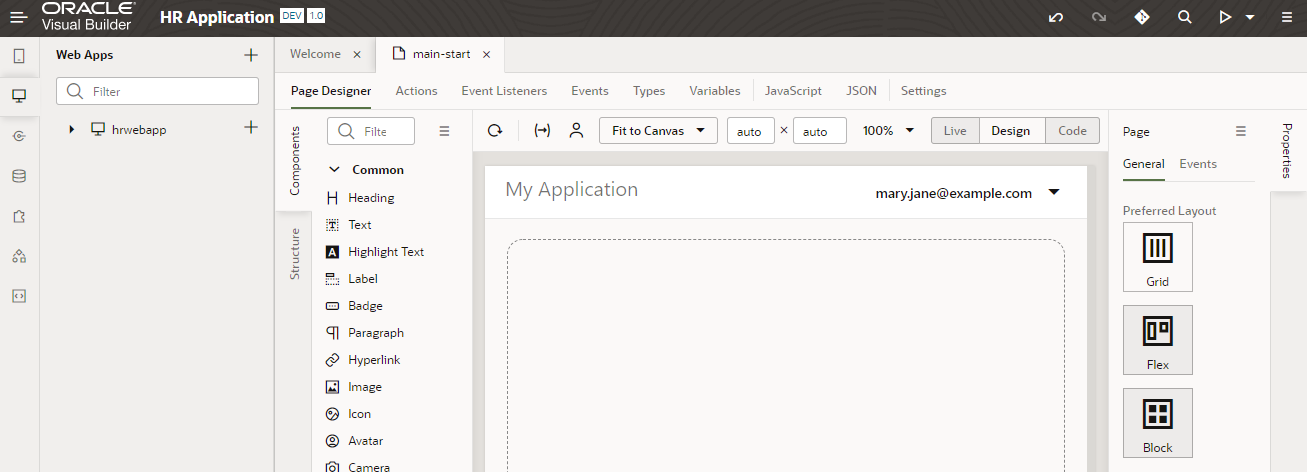 ORACLE
Visual Builder
HR Application DEV 1.0
Web Apps
Filter
hrwebapp
Welcome
main-start
Page Designer Actions Event Listeners Events Types Variables JavaScript JSON Settings
Components
Structure
Filte
Common
Heading
Text
Highlight Text
Label
Badge
Paragraph
Hyperlink
Image
Icon
Avatar
Camera
Fit to Canvas auto × auto 100% Live Design Code
My Application
mary.jane@example.com
Page
General Events
Preferred Layout
Grid
Flex
Block
Properties